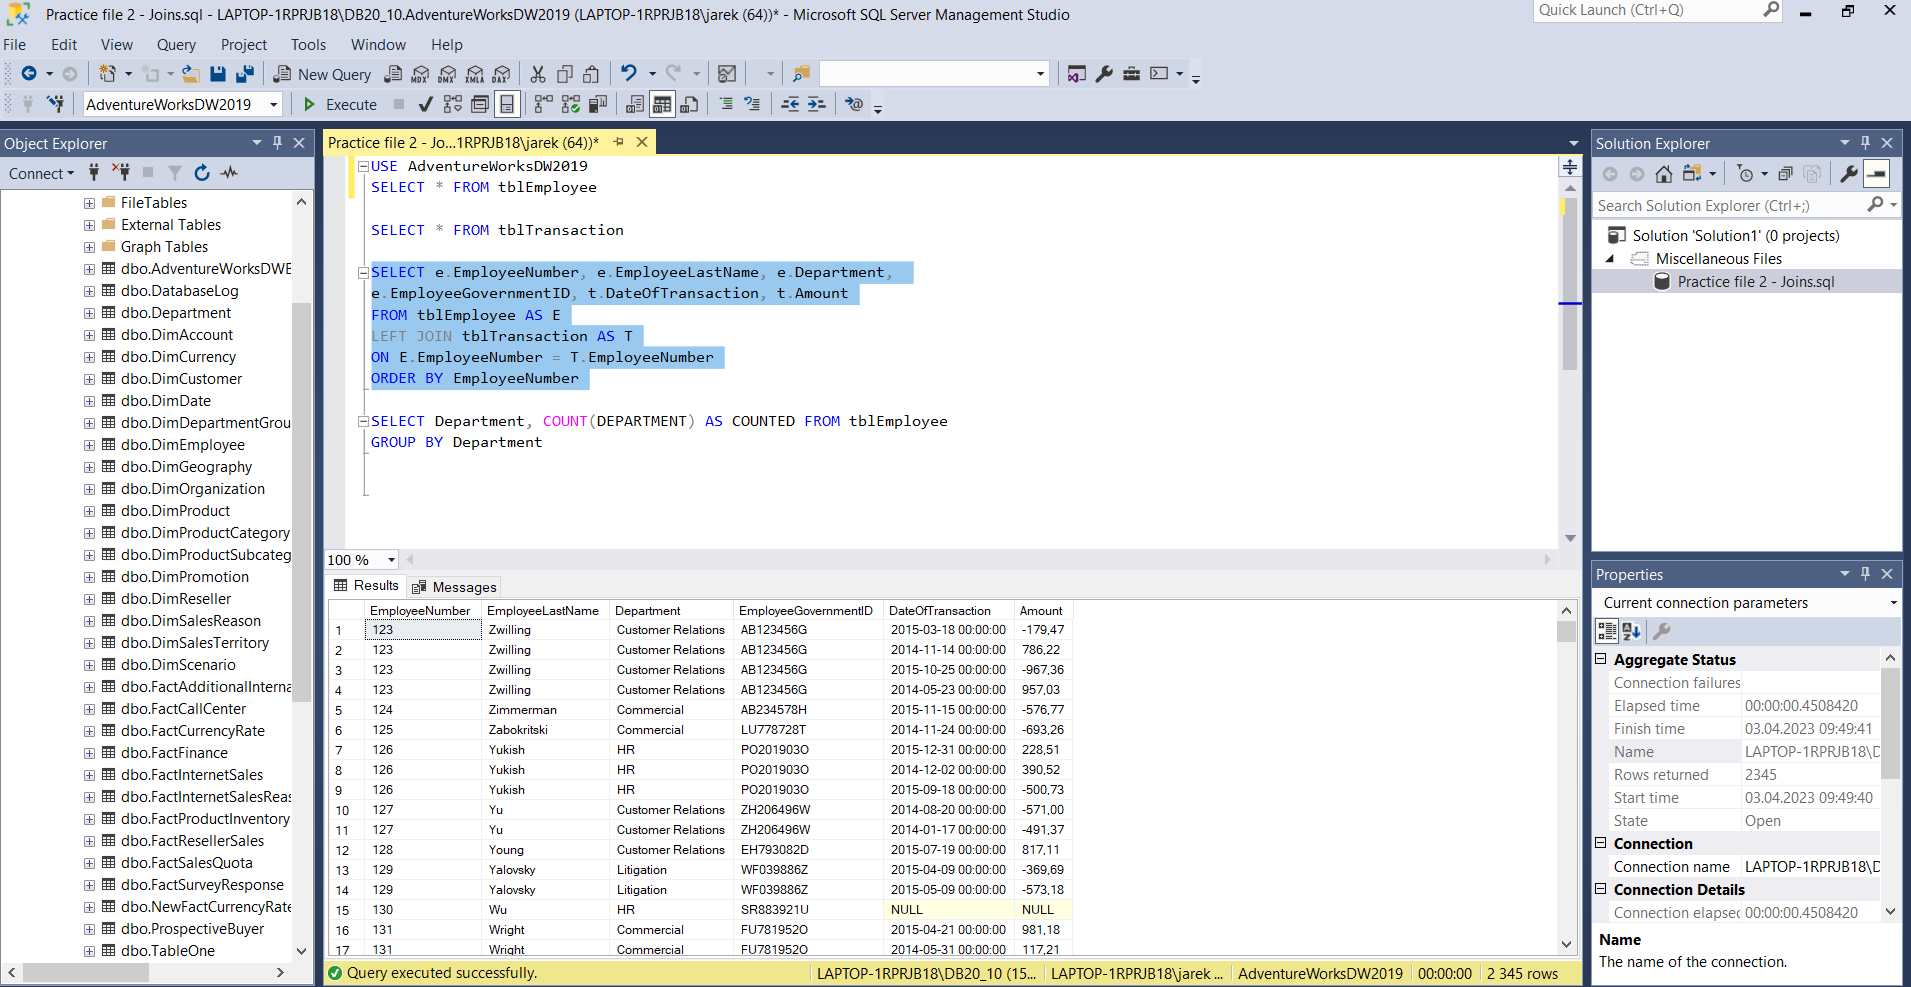 Practice file 2 - Joins.sql - LAPTOP-1RPRJB18\DB20_10.AdventureWorksDW2019 (LAPTOP-1RPRJB18\jarek (64))* - Microsoft SQL Server Management Studio
Quick Launch (Ctrl+Q)
File Edit View Query Project Tools Window Help
New Query MDX DMX XMLA DAX
AdventureWorksDW2019 Execute
Object Explorer
Connect
FileTables
External Tables
Graph Tables
dbo.AdventureWorksDWE
dbo.DatabaseLog
dbo.Department
dbo.DimAccount
dbo.DimCurrency
dbo.DimCustomer
dbo.DimDate
dbo.DimDepartmentGrou
dbo.DimEmployee
dbo.DimGeography
dbo.DimOrganization
dbo.DimProduct
dbo.DimProductCategory
dbo.DimProductSubcateg
dbo.DimPromotion
dbo.DimReseller
dbo.DimSalesReason
dbo.DimSalesTerritory
dbo.DimScenario
dbo.FactAdditionalInterna
dbo.FactCallCenter
dbo.FactCurrencyRate
dbo.FactFinance
dbo.FactInternetSales
dbo.FactInternetSalesReas
dbo.FactProductInventory
dbo.FactResellerSales
dbo.FactSalesQuota
dbo.FactSurveyResponse
dbo.NewFactCurrencyRate
dbo.ProspectiveBuyer
dbo.TableOne
Practice file 2 - Jo...1RPRJB18\jarek (64))*
USE AdventureWorksDW2019
SELECT * FROM tblEmployee
SELECT * FROM tblTransaction
SELECT e.EmployeeNumber, e.EmployeeLastName, e.Department,
e.EmployeeGovernmentID, t.DateOfTransaction, t.Amount
FROM tblEmployee AS E
LEFT JOIN tblTransaction AS T
ON E.EmployeeNumber = T.EmployeeNumber
ORDER BY EmployeeNumber
SELECT Department, COUNT(DEPARTMENT) AS COUNTED FROM tblEmployee
GROUP BY Department
100 %
Results Messages
EmployeeNumber EmployeeLastName Department EmployeeGovernmentID DateOfTransaction Amount
1 123 Zwilling Customer Relations AB123456G 2015-03-18 00:00:00 -179,47
2 123 Zwilling Customer Relations AB123456G 2014-11-14 00:00:00 786,22
3 123 Zwilling Customer Relations AB123456G 2015-10-25 00:00:00 -967,36
4 123 Zwilling Customer Relations AB123456G 2014-05-23 00:00:00 957,03
5 124 Zimmerman Commercial AB234578H 2015-11-15 00:00:00 -576,77
6 125 Zabokritski Commercial LU778728T 2014-11-24 00:00:00 -693,26
7 126 Yukish HR PO201903O 2015-12-31 00:00:00 228,51
8 126 Yukish HR PO201903O 2014-12-02 00:00:00 390,52
9 126 Yukish HR PO201903O 2015-09-18 00:00:00 -500,73
10 127 Yu Customer Relations ZH206496W 2014-08-20 00:00:00 -571,00
11 127 Yu Customer Relations ZH206496W 2014-01-17 00:00:00 -491,37
12 128 Young Customer Relations EH793082D 2015-07-19 00:00:00 817,11
13 129 Yalovsky Litigation WF039886Z 2015-04-09 00:00:00 -369,69
14 129 Yalovsky Litigation WF039886Z 2015-05-09 00:00:00 -573,18
15 130 Wu HR SR883921U NULL NULL
16 131 Wright Commercial FU781952O 2015-04-21 00:00:00 981,18
17 131 Wright Commercial FU781952O 2014-05-31 00:00:00 117,21
Query executed successfully. LAPTOP-1RPRJB18\DB20_10 (15... LAPTOP-1RPRJB18\jarek ... AdventureWorksDW2019 00:00:00 2 345 rows
Solution Explorer
Search Solution Explorer (Ctrl+;)
Solution 'Solution1' (0 projects)
Miscellaneous Files
Practice file 2 - Joins.sql
Properties
Current connection parameters
Aggregate Status
Connection failures
Elapsed time 00:00:00.4508420
Finish time 03.04.2023 09:49:41
Name LAPTOP-1RPRJB18\D
Rows returned 2345
Start time 03.04.2023 09:49:40
State Open
Connection
Connection name LAPTOP-1RPRJB18\D
Connection Details
Connection elapsec 00:00:00.4508420
Name
The name of the connection.